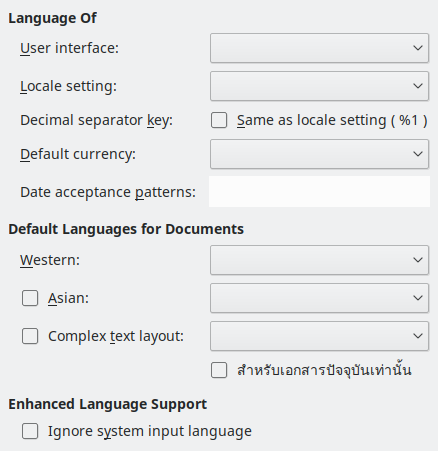 Language Of
User interface:
Locale setting:
Decimal separator key:
Same as locale setting ( %1 )
Default currency:
Date acceptance patterns:
Default Languages for Documents
Western:
Asian:
Complex text layout:
สำหรับเอกสารปัจจุบันเท่านั้น
Enhanced Language Support
Ignore system input language